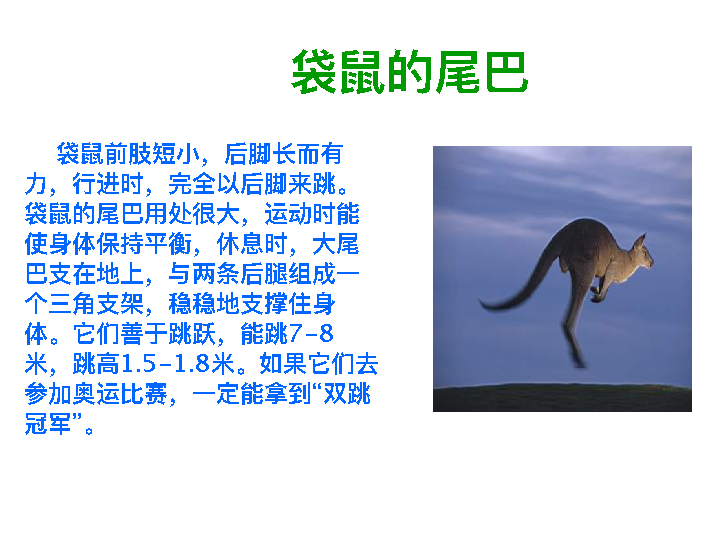 袋鼠的尾巴
袋鼠前肢短小，后脚长而有
力，行进时，完全以后脚来跳。
袋鼠的尾巴用处很大，运动时能
使身体保持平衡，休息时，大尾
巴支在地上，与两条后腿组成一
个三角支架，稳稳地支撑住身
体。它们善于跳跃，能跳7-8
米，跳高1.5-1.8米。如果它们去
参加奥运比赛，一定能拿到“双跳
冠军”。